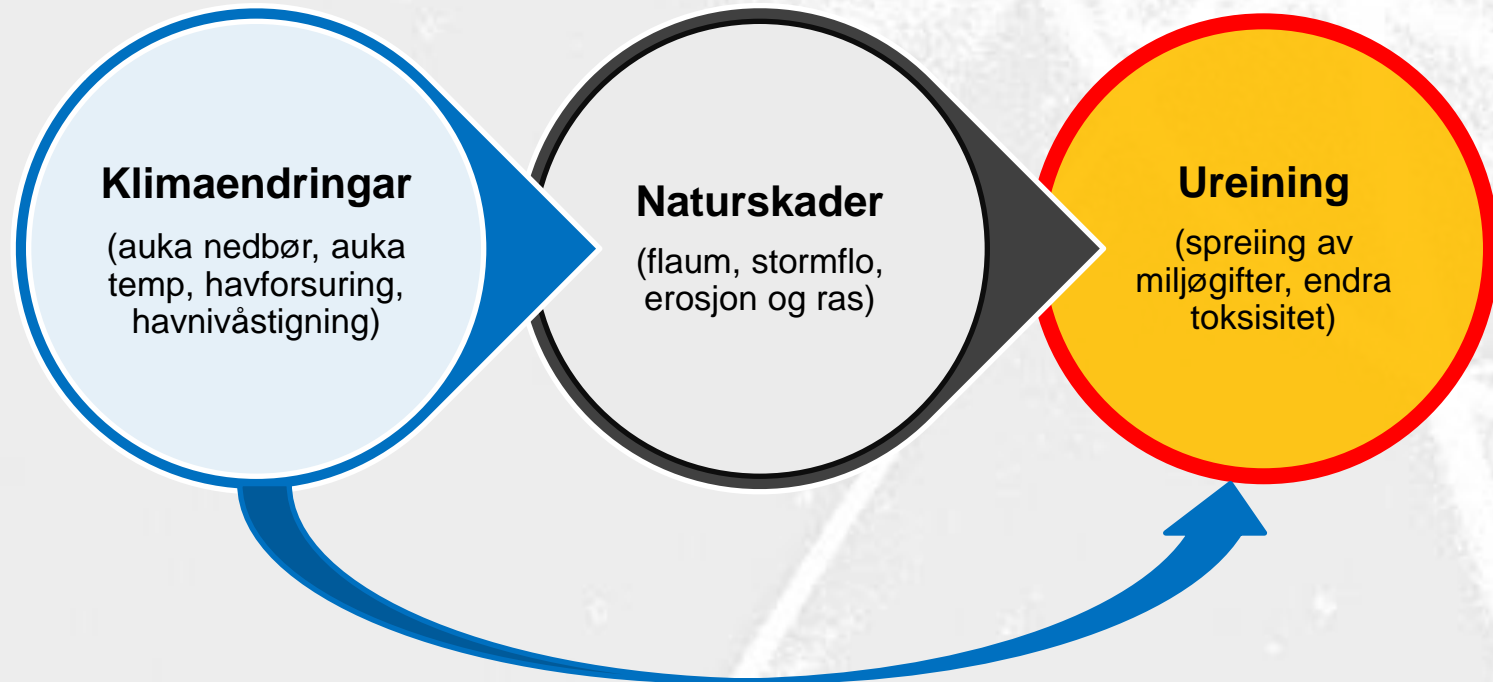 Klimaendringar
(auka nedbør, auka
temp, havforsuring,
havnivåstigning)
Naturskader
(flaum, stormflo,
erosjon og ras)
Ureining
(spreiing av
miljøgifter, endra
toksisitet)